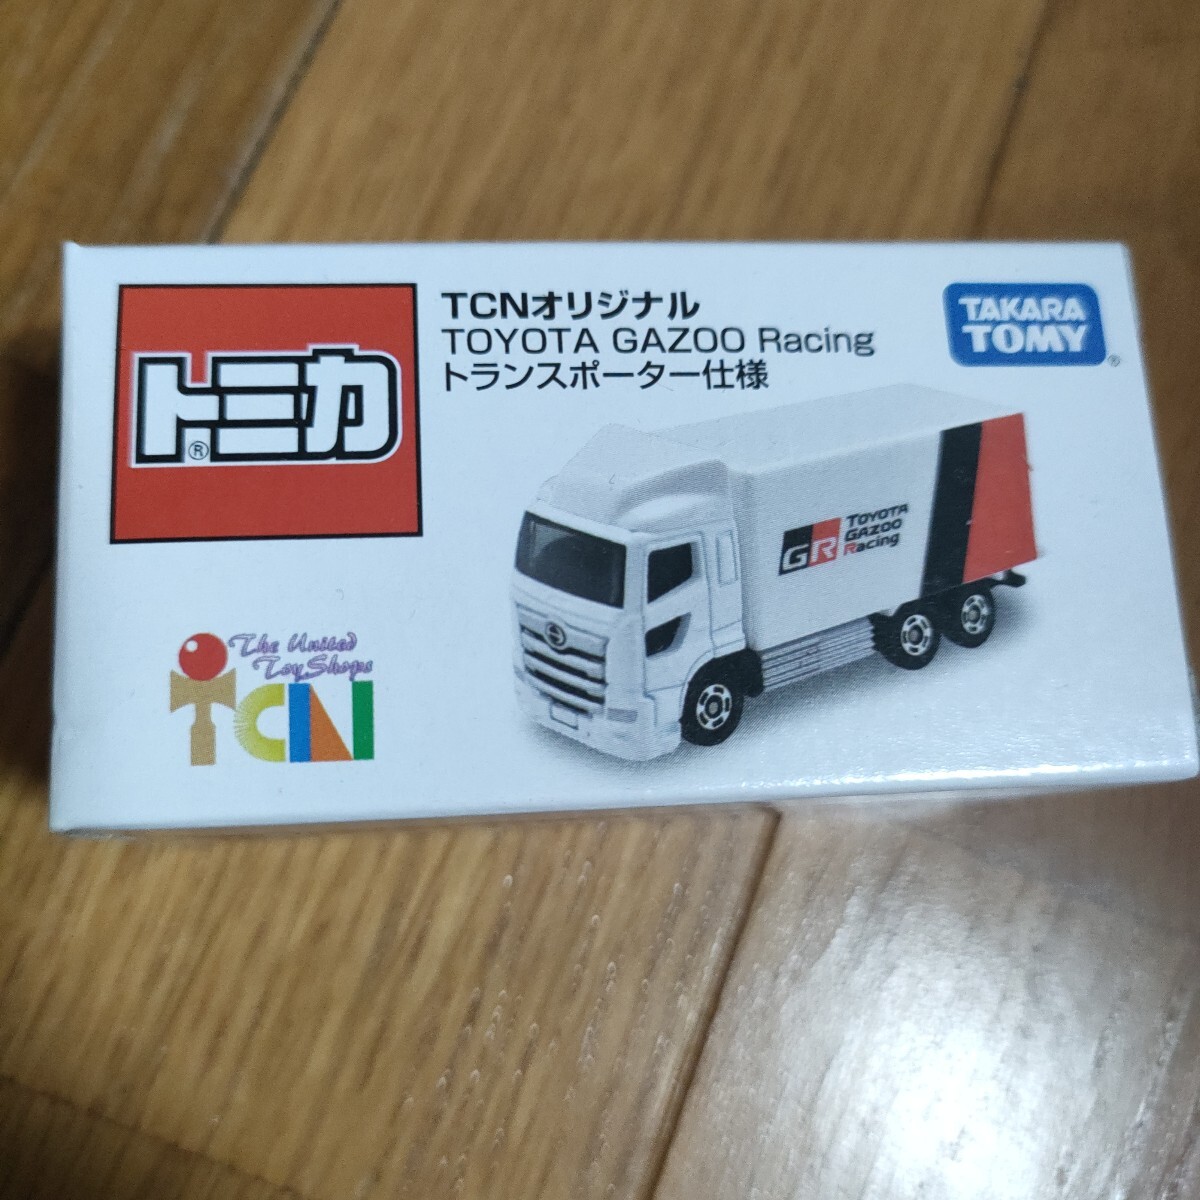 トミカ®
TCNオリジナル
TOYOTA GAZOO Racing
トランスポーター仕様
TAKARA
TOMY®
GR
TOYOTA
GAZOO
Racing
The United
Toy Shops
TCN